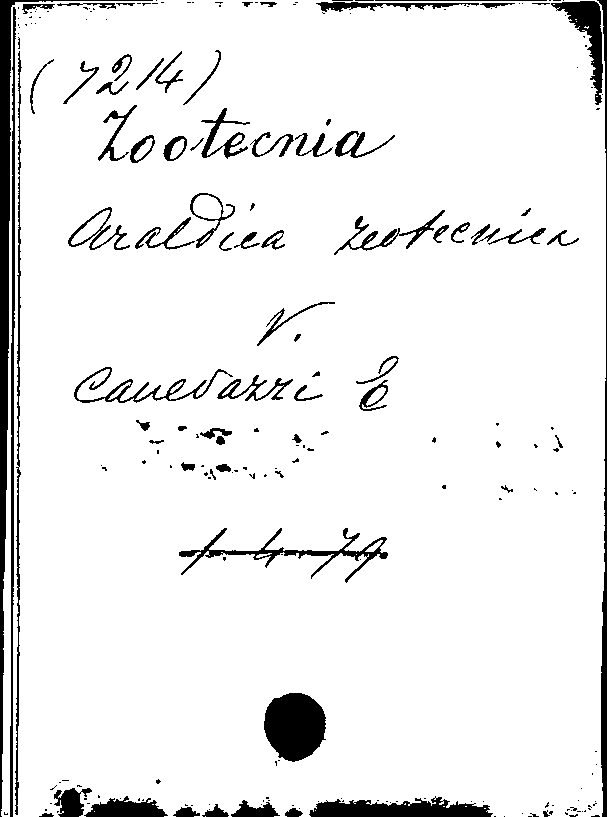 (7214)
Zootecnia
Araldica zootecnica
V.
Canevazzi E
1. 4. 79